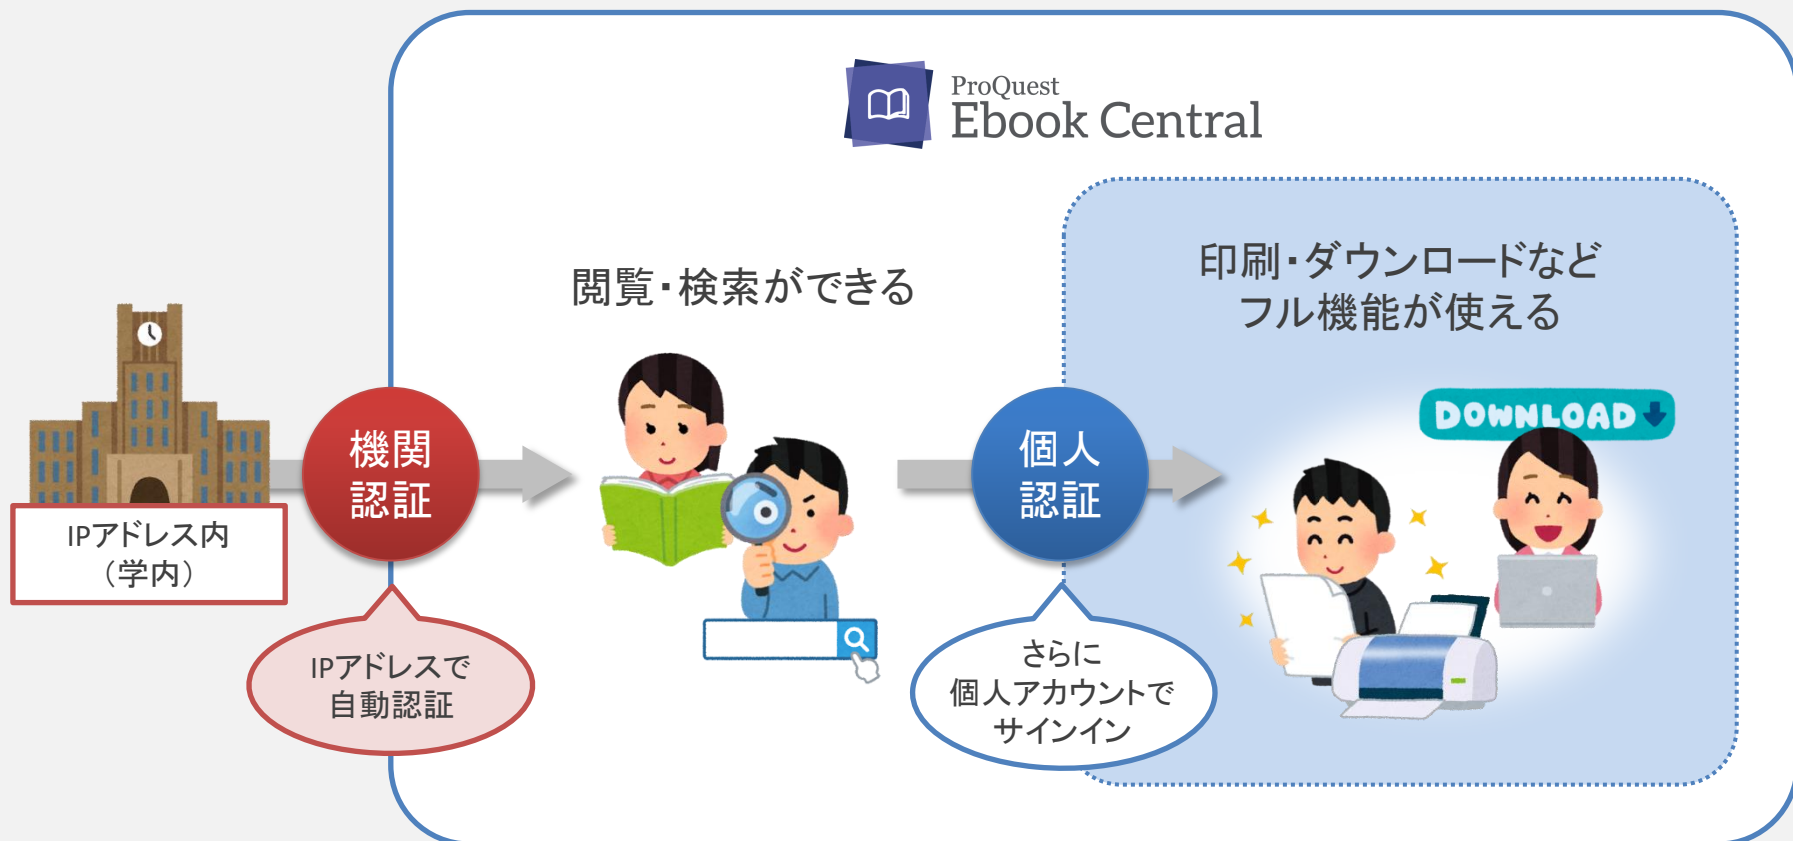 ProQuest
Ebook Central
閲覧・検索ができる
印刷・ダウンロードなど
フル機能が使える
DOWNLOAD
機関
認証
個人
認証
IPアドレス内
（学内）
IPアドレスで
自動認証
さらに
個人アカウントで
サインイン